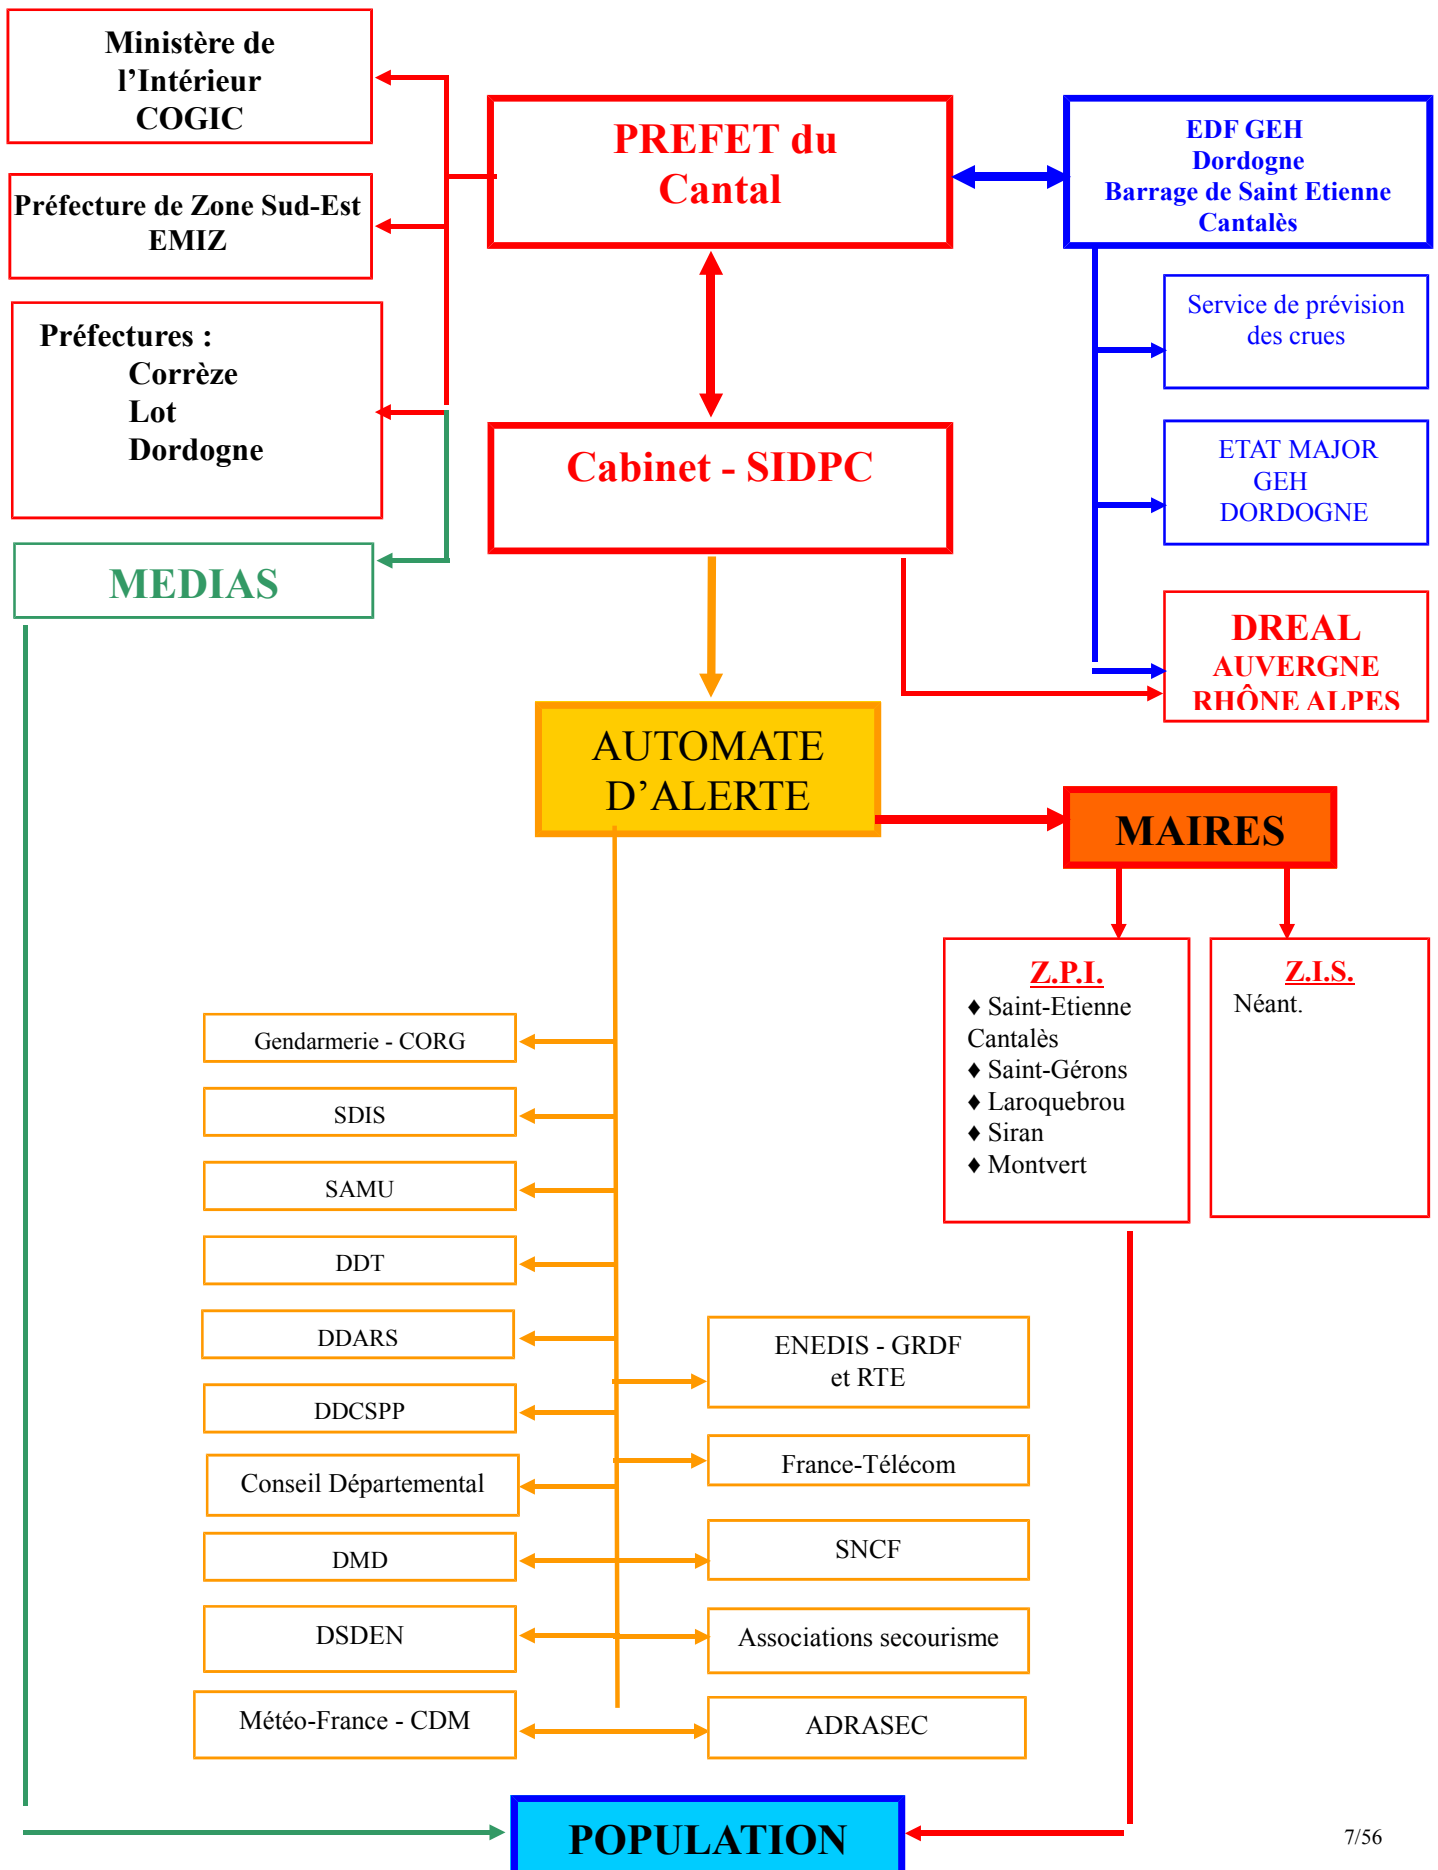 Ministère de
l’Intérieur
COGIC
PREFET du
Cantal
EDF GEH
Dordogne
Barrage de Saint Etienne
Cantalès
Préfecture de Zone Sud-Est
EMIZ
Préfectures :
Corrèze
Lot
Dordogne
Service de prévision
des crues
Cabinet - SIDPC
ETAT MAJOR
GEH
DORDOGNE
MEDIAS
DREAL
AUVERGNE
RHÔNE ALPES
AUTOMATE
D’ALERTE
MAIRES
Z.P.I.
♦ Saint-Etienne
Cantalès
♦ Saint-Gérons
♦ Laroquebrou
♦ Siran
♦ Montvert
Z.I.S.
Néant.
Gendarmerie - CORG
SDIS
SAMU
DDT
DDARS
DDCSPP
Conseil Départemental
DMD
DSDEN
Météo-France - CDM
ENEDIS - GRDF
et RTE
France-Télécom
SNCF
Associations secourisme
ADRASEC
POPULATION
7/56